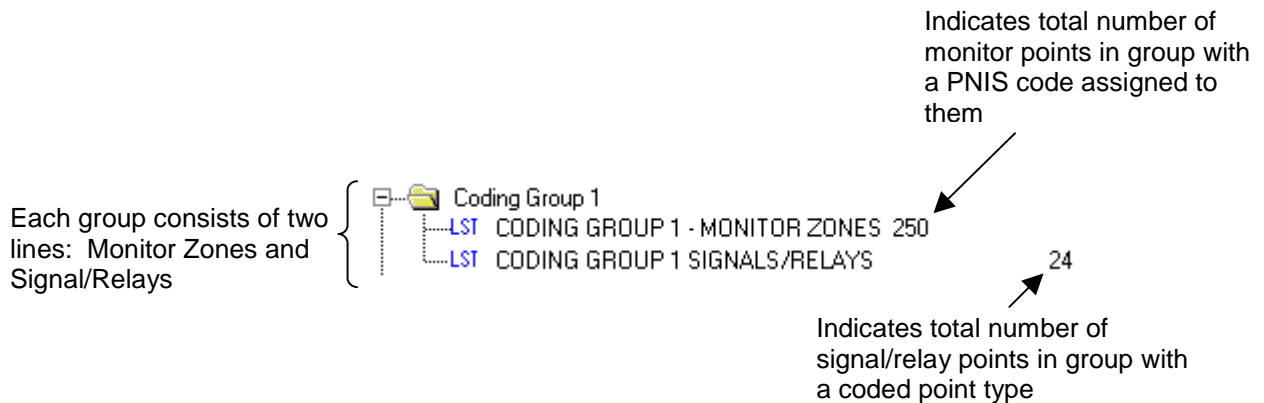 Indicates total number of
monitor points in group with
a PNIS code assigned to
them
Each group consists of two
lines: Monitor Zones and
Signal/Relays
Coding Group 1
LST CODING GROUP 1 - MONITOR ZONES 250
LST CODING GROUP 1 SIGNALS/RELAYS 24
Indicates total number of
signal/relay points in group with
a coded point type